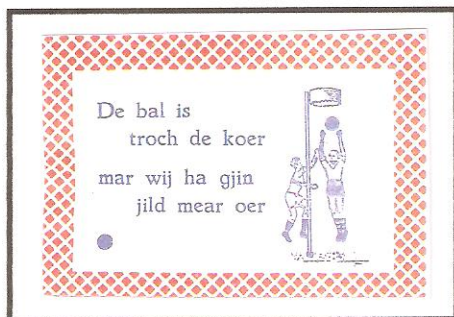 De bal is
troch de koer
mar wij ha gjin
jild mear oer